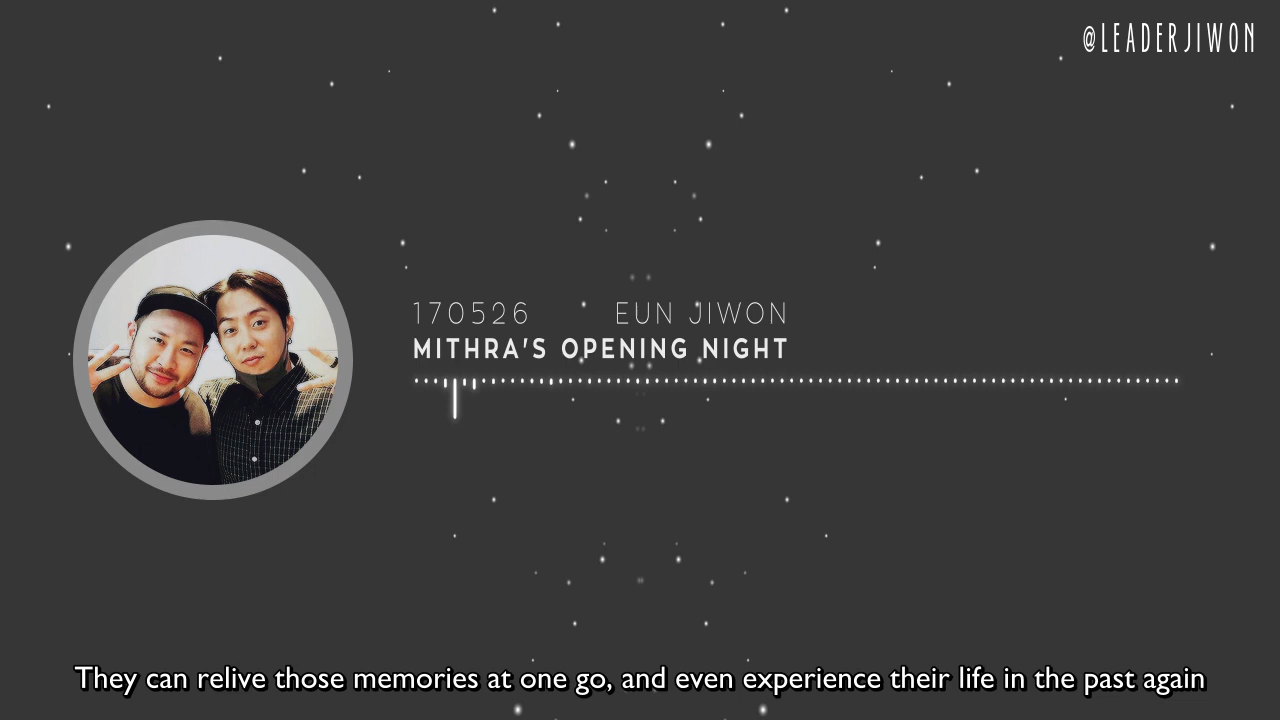 @LEADERJIWON
170526 EUN JIWON
MITHRA'S OPENING NIGHT
They can relive those memories at one go, and even experience their life in the past again